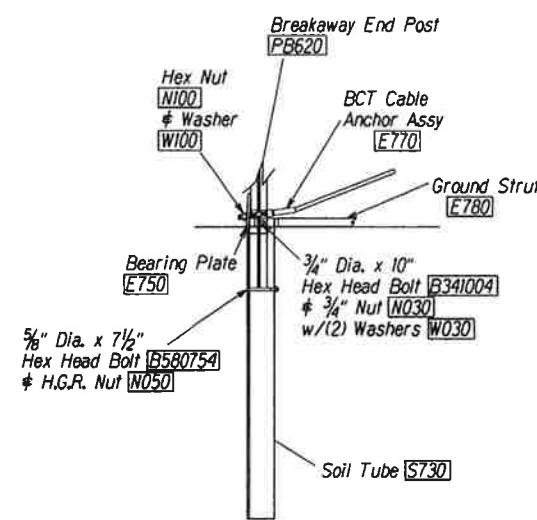 Breakaway End Post
PB620
Hex Nut
N100
& Washer
W100
BCT Cable
Anchor Assy
E770
Ground Strut
E780
Bearing Plate
E750
3/4" Dia. x 10"
Hex Head Bolt B341004
& 3/4" Nut N030
w/(2) Washers W030
5/8" Dia. x 7 1/2"
Hex Head Bolt B580754
& H.G.R. Nut N050
Soil Tube S730